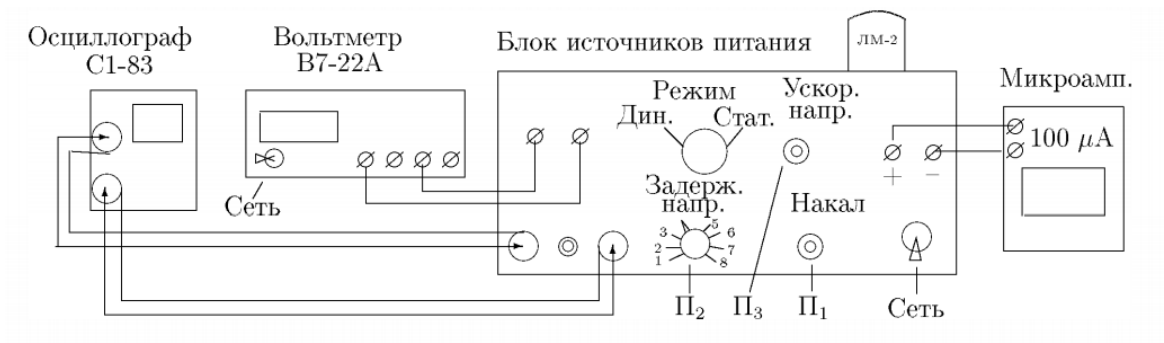 Осциллограф
С1-83
Вольтметр
В7-22А
Блок источников питания
ЛМ-2
Микроамп.
Режим
Дин.
Стат.
Ускор.
напр.
100 μA
+
−
Сеть
Задерж.
напр.
Накал
1
2
3
5
6
7
8
П₂
П₃
П₁
Сеть